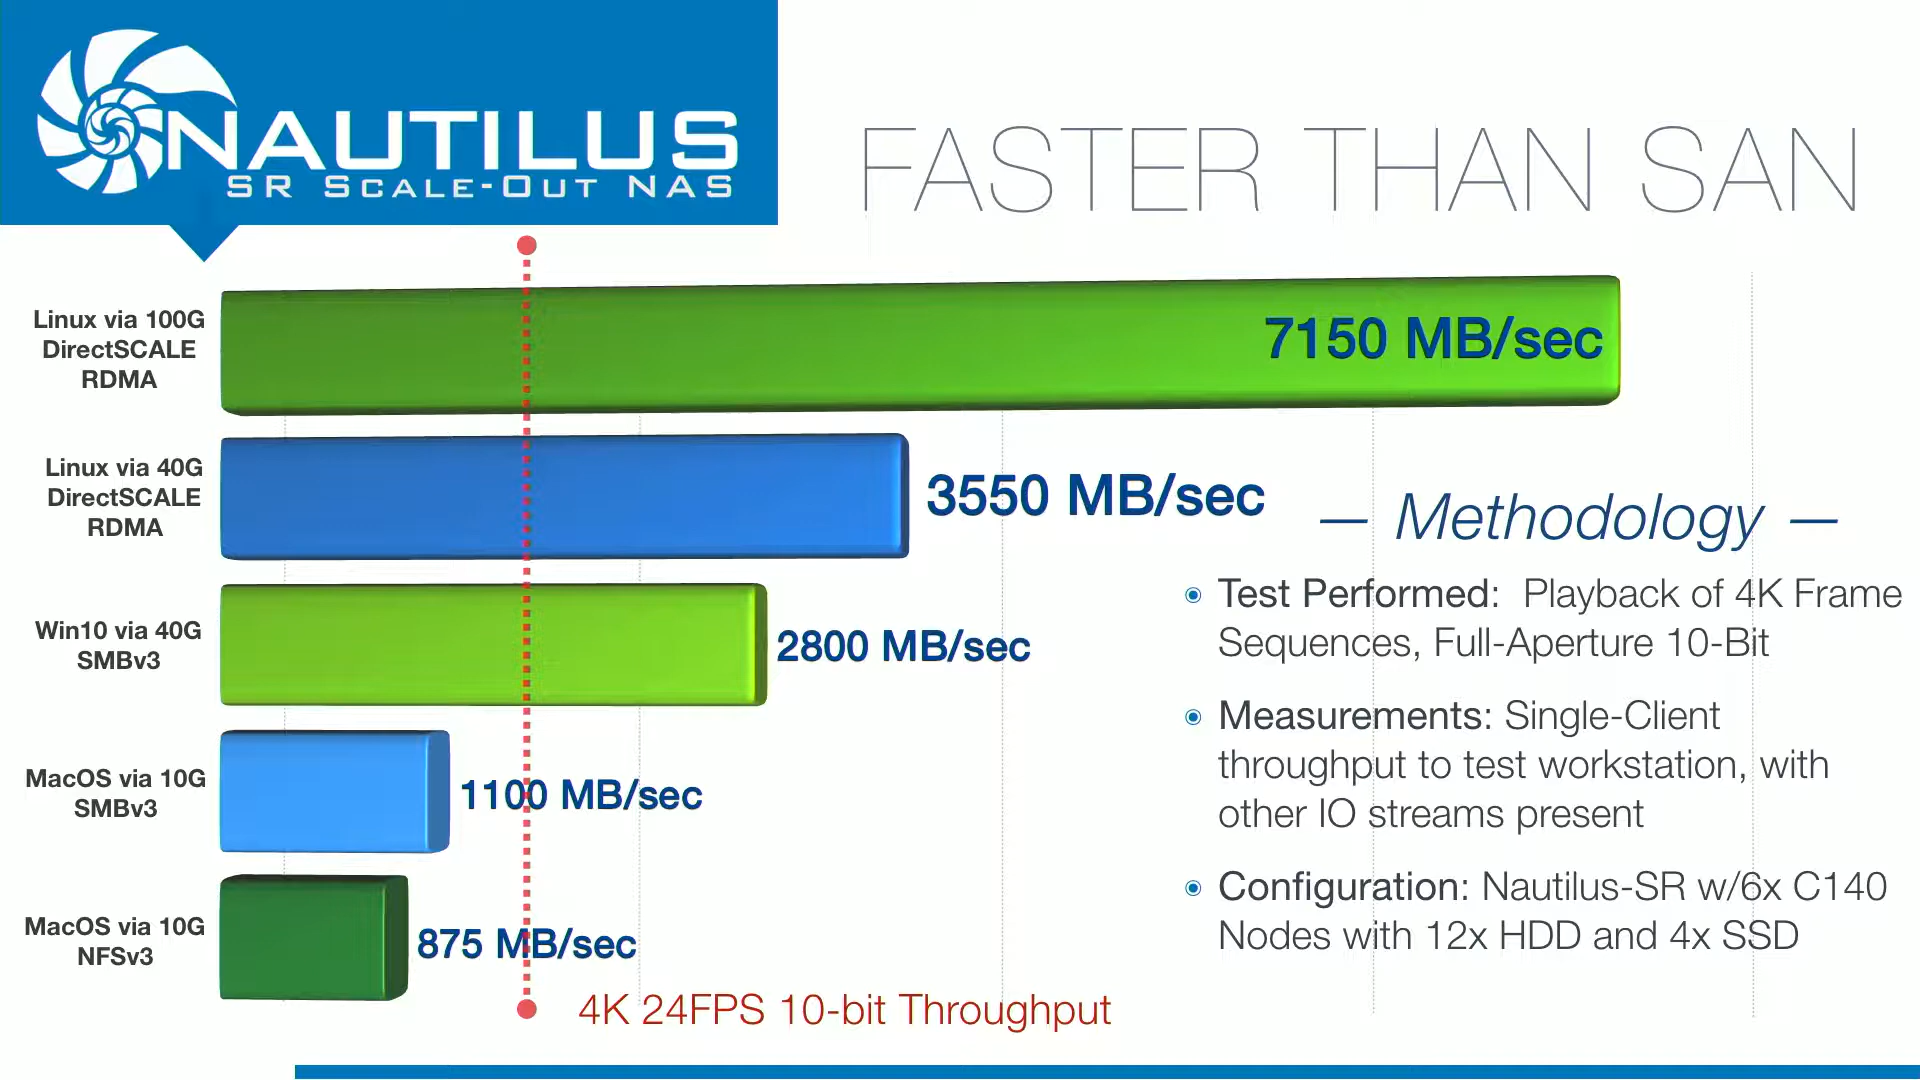 NAUTILUS
SR SCALE-OUT NAS
FASTER THAN SAN
Linux via 100G
DirectSCALE
RDMA
7150 MB/sec
Linux via 40G
DirectSCALE
RDMA
3550 MB/sec
Win10 via 40G
SMBv3
2800 MB/sec
MacOS via 10G
SMBv3
1100 MB/sec
MacOS via 10G
NFSv3
875 MB/sec
4K 24FPS 10-bit Throughput
— Methodology —
Test Performed: Playback of 4K Frame
Sequences, Full-Aperture 10-Bit
Measurements: Single-Client
throughput to test workstation, with
other IO streams present
Configuration: Nautilus-SR w/6x C140
Nodes with 12x HDD and 4x SSD